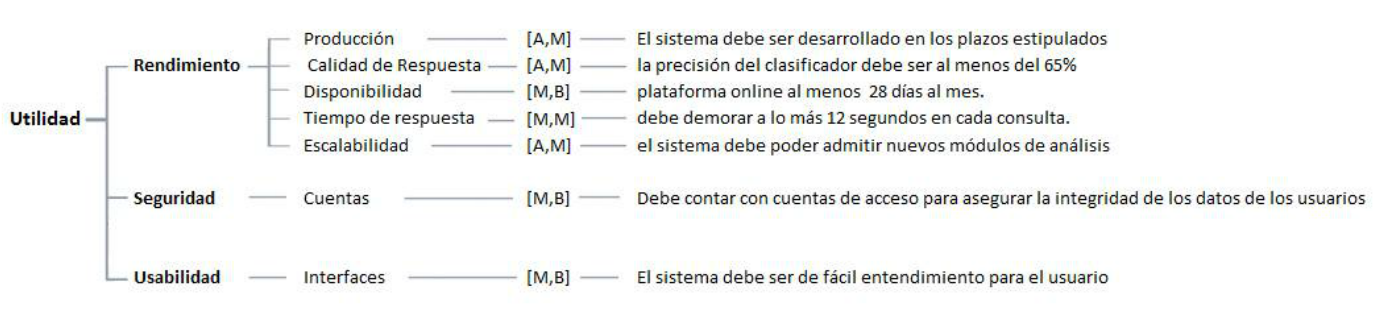 Producción [A,M] El sistema debe ser desarrollado en los plazos estipulados
Rendimiento Calidad de Respuesta [A,M] la precisión del clasificador debe ser al menos del 65%
Disponibilidad [M,B] plataforma online al menos 28 días al mes.
Utilidad Tiempo de respuesta [M,M] debe demorar a lo más 12 segundos en cada consulta.
Escalabilidad [A,M] el sistema debe poder admitir nuevos módulos de análisis
Seguridad Cuentas [M,B] Debe contar con cuentas de acceso para asegurar la integridad de los datos de los usuarios
Usabilidad Interfaces [M,B] El sistema debe ser de fácil entendimiento para el usuario